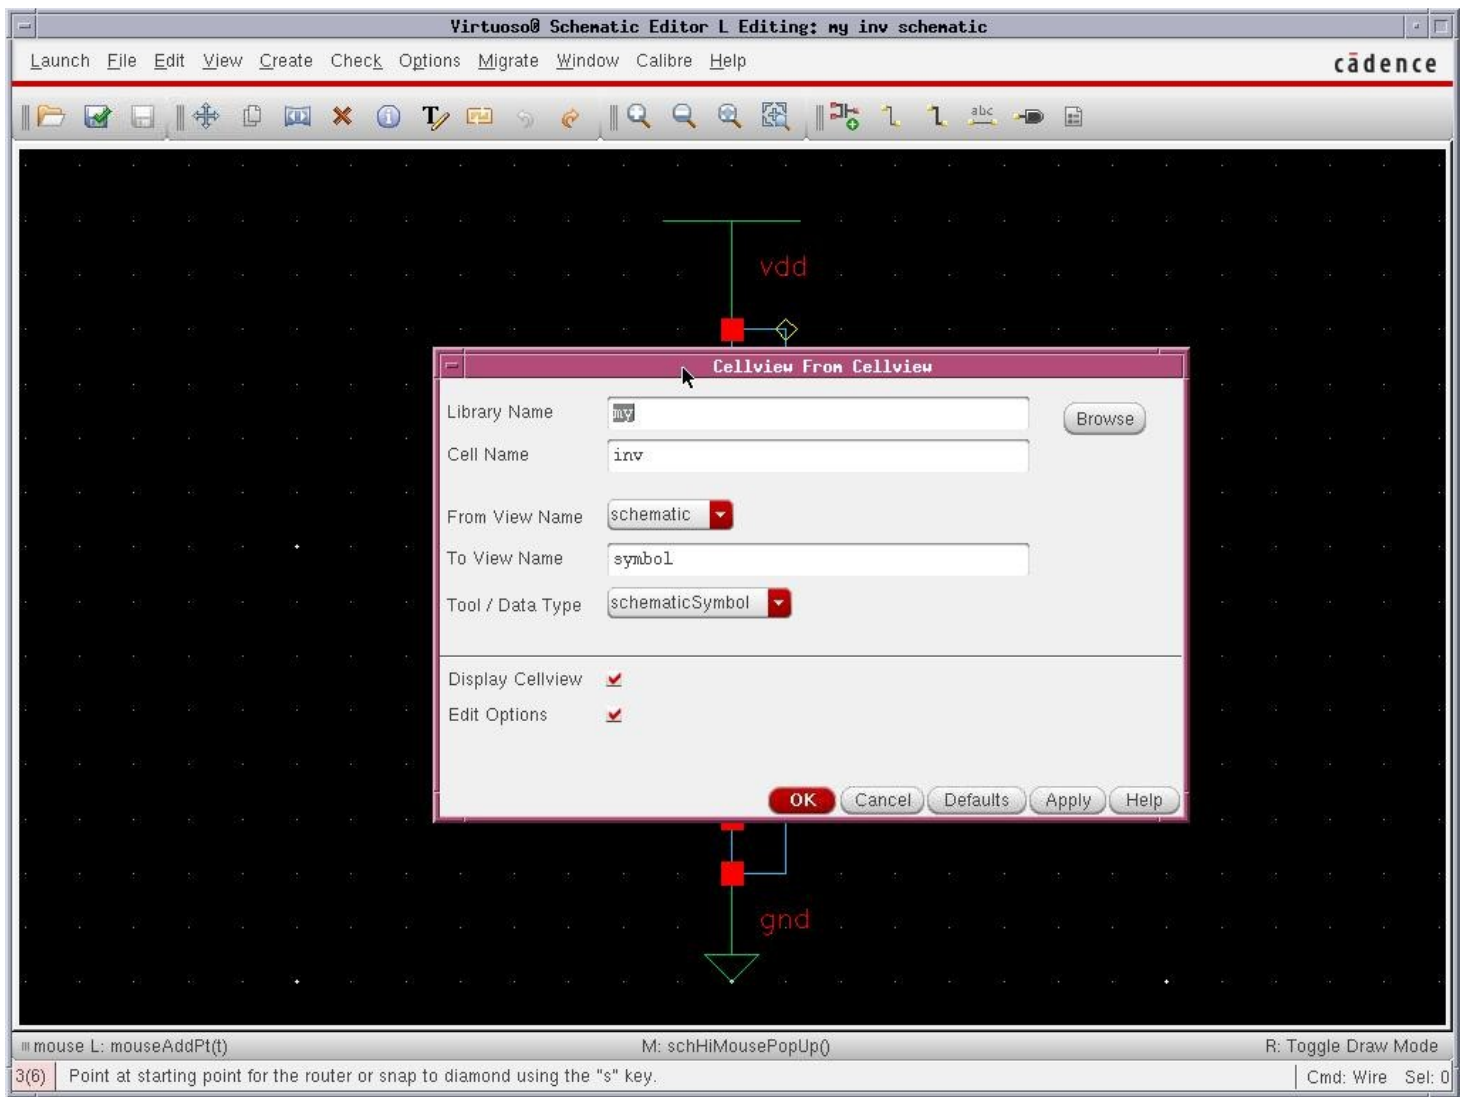 Virtuoso® Schematic Editor L Editing: my inv schematic
Launch File Edit View Create Check Options Migrate Window Calibre Help
cādence
abc
vdd
Cellview From Cellview
Library Name my Browse
Cell Name inv
From View Name schematic
To View Name symbol
Tool / Data Type schematicSymbol
Display Cellview
Edit Options
OK Cancel Defaults Apply Help
gnd
mouse L: mouseAddPt(t) M: schHiMousePopUp() R: Toggle Draw Mode
3(6) Point at starting point for the router or snap to diamond using the "s" key. Cmd: Wire Sel: 0